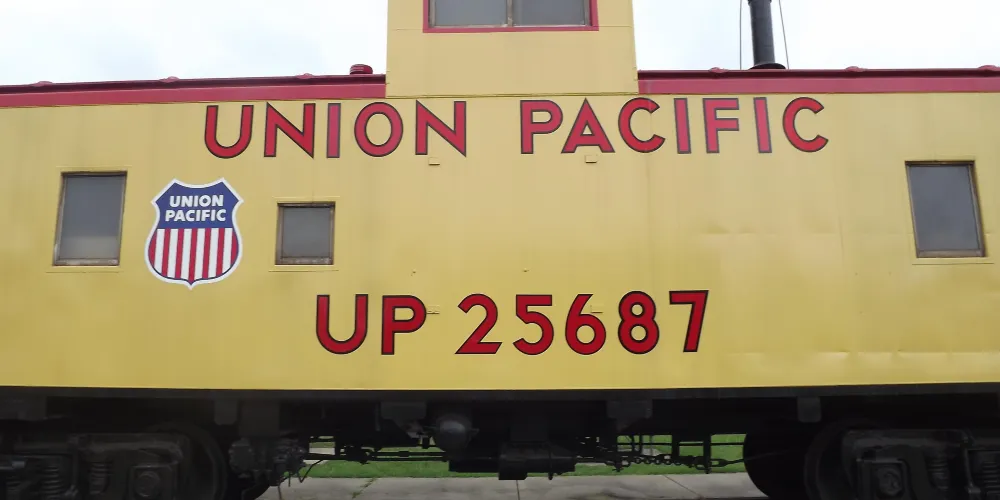 UNION PACIFIC
UNION
PACIFIC
UP 25687